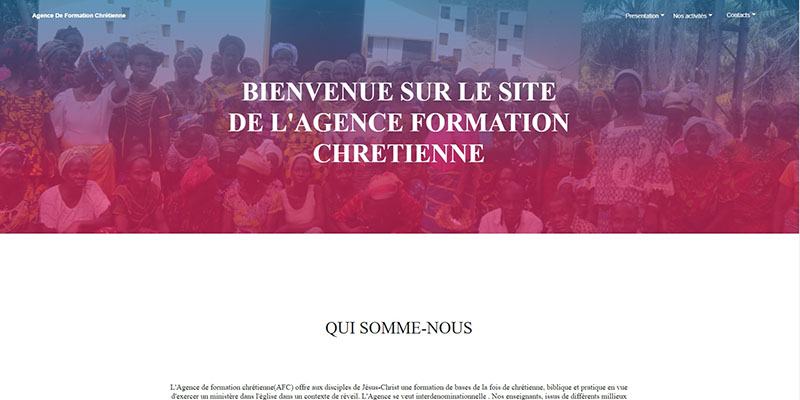 Agence De Formation Chrétienne
Presentation Nos activités Contacts
BIENVENUE SUR LE SITE
DE L'AGENCE FORMATION
CHRETIENNE
QUI SOMME-NOUS
L'Agence de formation chrétienne(AFC) offre aux disciples de Jésus-Christ une formation de bases de la fois de chrétienne, biblique et pratique en vue
d'exercer un ministère dans l'église dans un contexte de réveil. L'Agence se veut interdenominationnelle . Nos enseignants, issus de différents millieux